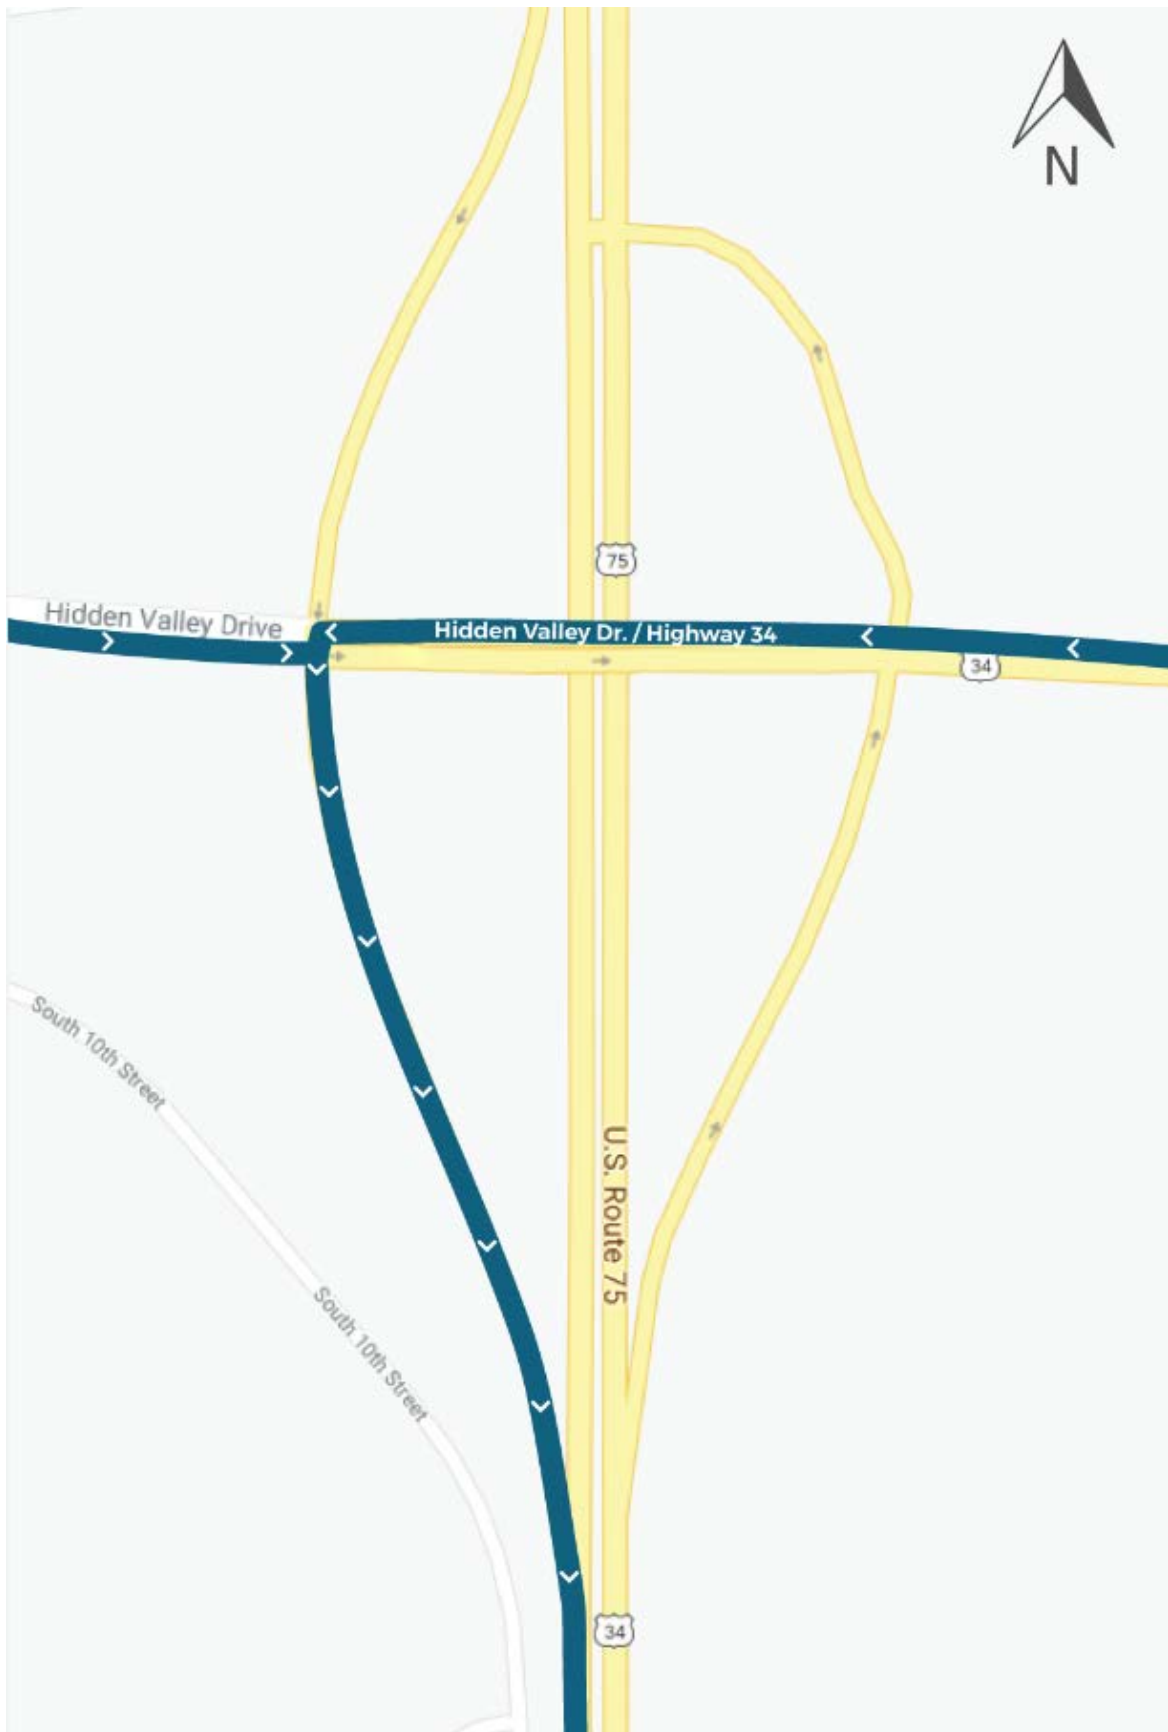 N
75
Hidden Valley Drive
Hidden Valley Dr. / Highway 34
34
South 10th Street
U.S. Route 75
South 10th Street
34